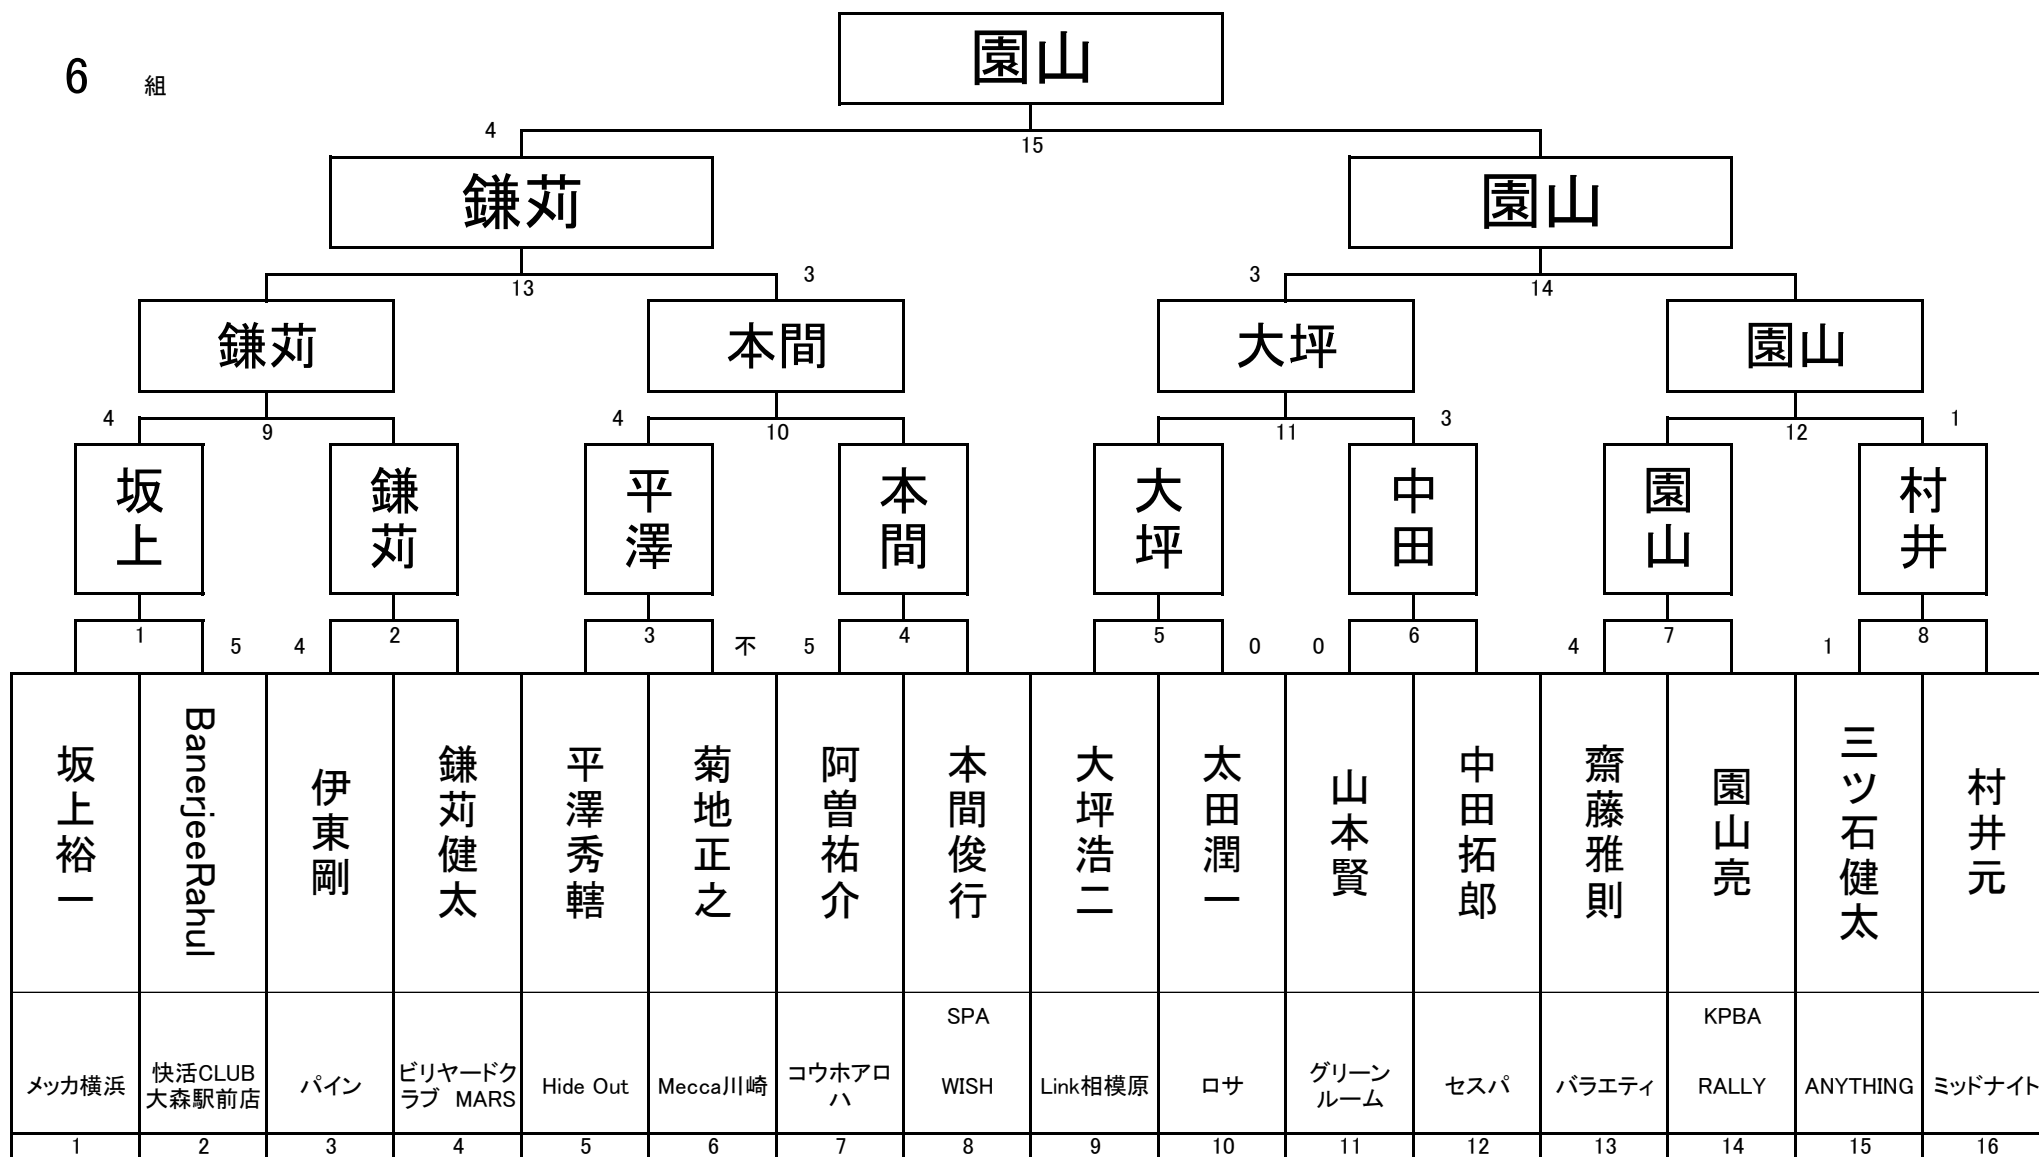 園山
6 組
4
15
鎌苅
園山
3
3
13
14
鎌苅
本間
大坪
園山
4
4
3
1
9
10
11
12
坂上
鎌苅
平澤
本間
大坪
中田
園山
村井
1
2
3
4
5
6
7
8
5
4
不
5
0
0
4
1
坂上裕一
BanerjeeRahul
伊東剛
鎌苅健太
平澤秀轄
菊地正之
阿曽祐介
本間俊行
大坪浩二
太田潤一
山本賢
中田拓郎
齋藤雅則
園山亮
三ツ石健太
村井元
SPA
KPBA
メッカ横浜
快活CLUB
大森駅前店
パイン
ビリヤードク
ラブ　MARS
Hide Out
Mecca川崎
コウホアロ
ハ
WISH
Link相模原
ロサ
グリーン
ルーム
セスパ
バラエティ
RALLY
ANYTHING
ミッドナイト
1
2
3
4
5
6
7
8
9
10
11
12
13
14
15
16